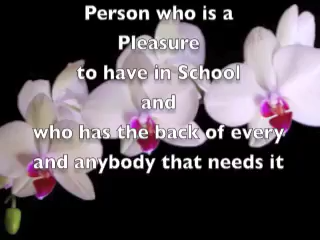 Person who is a
Pleasure
to have in School
and
who has the back of every
and anybody that needs it